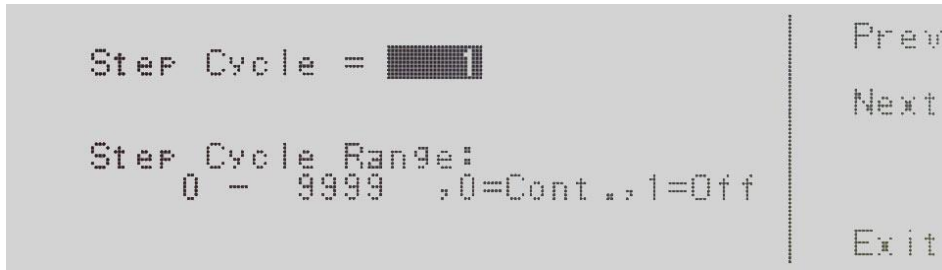 Step Cycle = 1
Prev
Next
Step Cycle Range:
0 - 9999 ,0=Cont.,1=Off
Exit